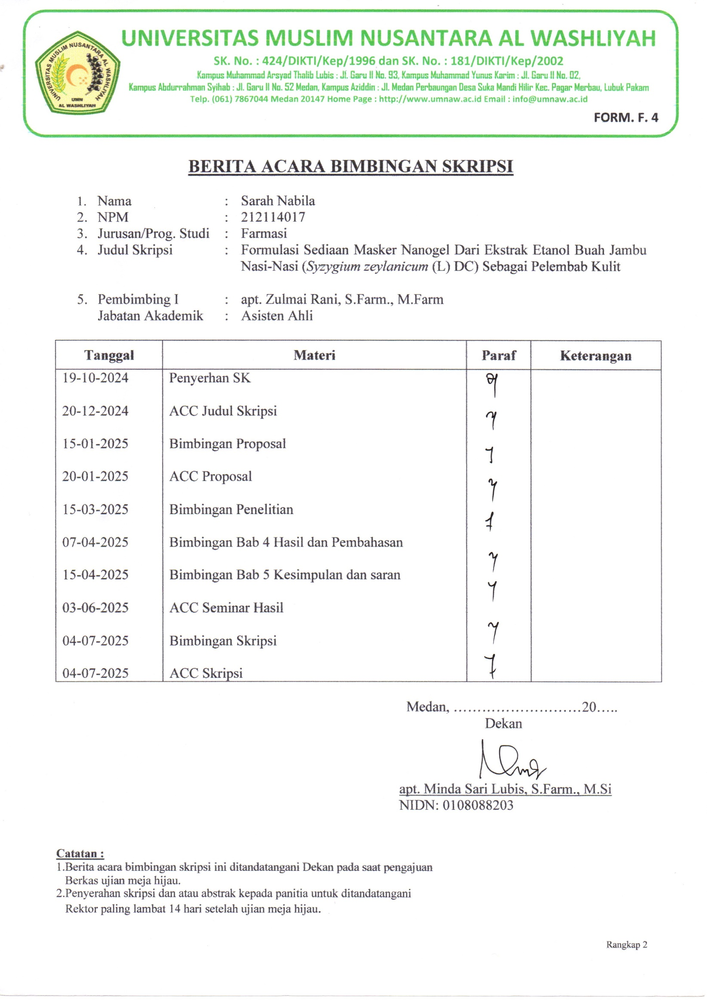 UNIVERSITAS MUSLIM NUSANTARA AL WASHLIYAH
UMN
AL WASHLIYAH
UNIVERSITAS MUSLIM NUSANTARA AL WASHLIYAH
SK. No. : 424/DIKTI/Kep/1996 dan SK. No. : 181/DIKTI/Kep/2002
Kampus Muhammad Arsyad Thalib Lubis : Jl. Garu II No. 93, Kampus Muhammad Yunus Karim : Jl. Garu II No. 02,
Kampus Abdurrahman Syihab : Jl. Garu II No. 52 Medan, Kampus Aziddin : Jl. Medan Perbaungan Desa Suka Mandi Hilir Kec. Pagar Merbau, Lubuk Pakam
Telp. (061) 7867044 Medan 20147 Home Page : http://www.umnaw.ac.id Email : info@umnaw.ac.id
FORM. F. 4
BERITA ACARA BIMBINGAN SKRIPSI
1. Nama : Sarah Nabila
2. NPM : 212114017
3. Jurusan/Prog. Studi : Farmasi
4. Judul Skripsi : Formulasi Sediaan Masker Nanogel Dari Ekstrak Etanol Buah Jambu
Nasi-Nasi (Syzygium zeylanicum (L) DC) Sebagai Pelembab Kulit
5. Pembimbing I : apt. Zulmai Rani, S.Farm., M.Farm
Jabatan Akademik : Asisten Ahli
Tanggal Materi Paraf Keterangan
19-10-2024 Penyerhan SK
20-12-2024 ACC Judul Skripsi
15-01-2025 Bimbingan Proposal
20-01-2025 ACC Proposal
15-03-2025 Bimbingan Penelitian
07-04-2025 Bimbingan Bab 4 Hasil dan Pembahasan
15-04-2025 Bimbingan Bab 5 Kesimpulan dan saran
03-06-2025 ACC Seminar Hasil
04-07-2025 Bimbingan Skripsi
04-07-2025 ACC Skripsi
Medan, ...........................20.....
Dekan
apt. Minda Sari Lubis, S.Farm., M.Si
NIDN: 0108088203
Catatan :
1.Berita acara bimbingan skripsi ini ditandatangani Dekan pada saat pengajuan
Berkas ujian meja hijau.
2.Penyerahan skripsi dan atau abstrak kepada panitia untuk ditandatangani
Rektor paling lambat 14 hari setelah ujian meja hijau.
Rangkap 2